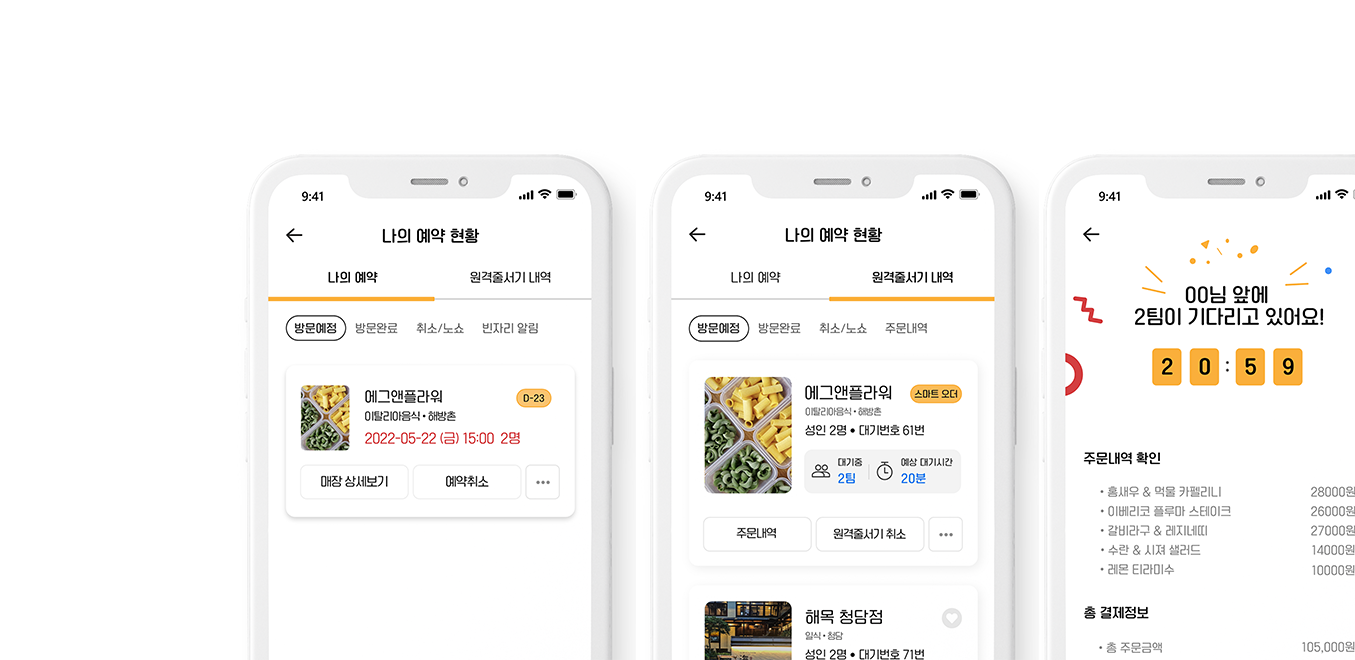 9:41
나의 예약 현황
나의 예약 원격줄서기 내역
방문예정 방문완료 취소/노쇼 빈자리 알림
에그앤플라워
D-23
이탈리아음식 • 해방촌
2022-05-22 (금) 15:00 2명
매장 상세보기 예약취소
9:41
나의 예약 현황
나의 예약 원격줄서기 내역
방문예정 방문완료 취소/노쇼 주문내역
에그앤플라워
스마트 오더
이탈리아음식 • 해방촌
성인 2명 • 대기번호 61번
대기중 예상 대기시간
2팀 20분
주문내역 원격줄서기 취소
해목 청담점
일식 • 청담
성인 2명 • 대기번호 71번
9:41
00님 앞에
2팀이 기다리고 있어요!
20:59
주문내역 확인
• 홈새우 & 먹물 카펠리니 28000원
• 이베리코 플루마 스테이크 26000원
• 갈비라구 & 레지네띠 27000원
• 수란 & 시져 샐러드 14000원
• 레몬 티라미수 10000원
총 결제정보
• 총 주문금액 105,000원